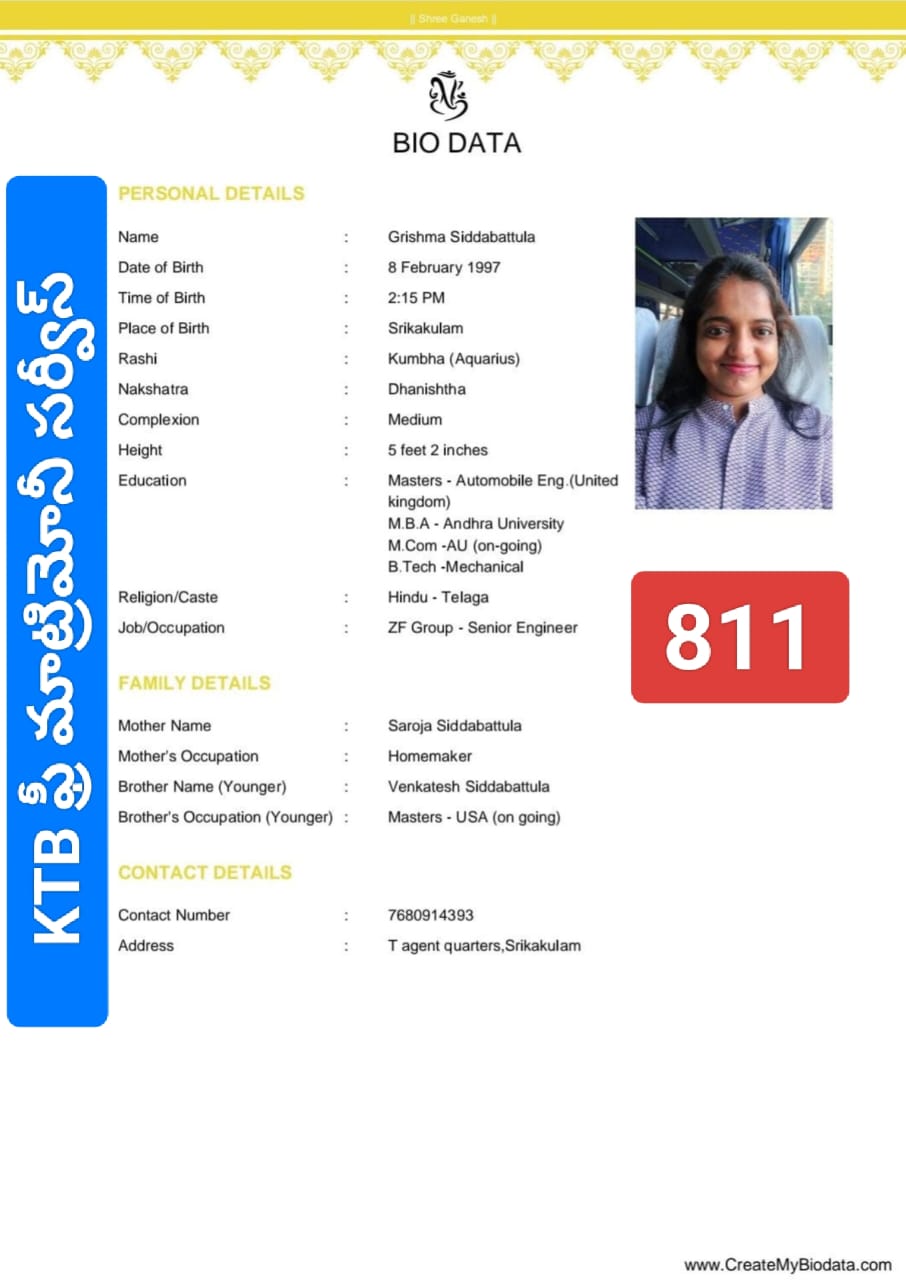 || Shree Ganesh ||
BIO DATA
KTB ఫ్రీ మాట్రిమోనీ సర్వీస్
PERSONAL DETAILS
Name : Grishma Siddabattula
Date of Birth : 8 February 1997
Time of Birth : 2:15 PM
Place of Birth : Srikakulam
Rashi : Kumbha (Aquarius)
Nakshatra : Dhanishtha
Complexion : Medium
Height : 5 feet 2 inches
Education : Masters - Automobile Eng.(United
kingdom)
M.B.A - Andhra University
M.Com -AU (on-going)
B.Tech -Mechanical
Religion/Caste : Hindu - Telaga
Job/Occupation : ZF Group - Senior Engineer
811
FAMILY DETAILS
Mother Name : Saroja Siddabattula
Mother's Occupation : Homemaker
Brother Name (Younger) : Venkatesh Siddabattula
Brother's Occupation (Younger) : Masters - USA (on going)
CONTACT DETAILS
Contact Number : 7680914393
Address : T agent quarters,Srikakulam
www.CreateMyBiodata.com